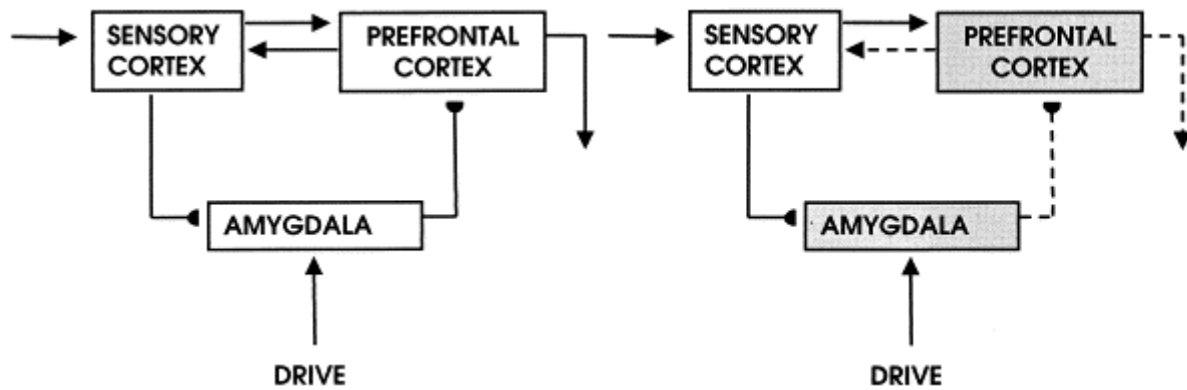 SENSORY
CORTEX
PREFRONTAL
CORTEX
AMYGDALA
DRIVE
SENSORY
CORTEX
PREFRONTAL
CORTEX
AMYGDALA
DRIVE